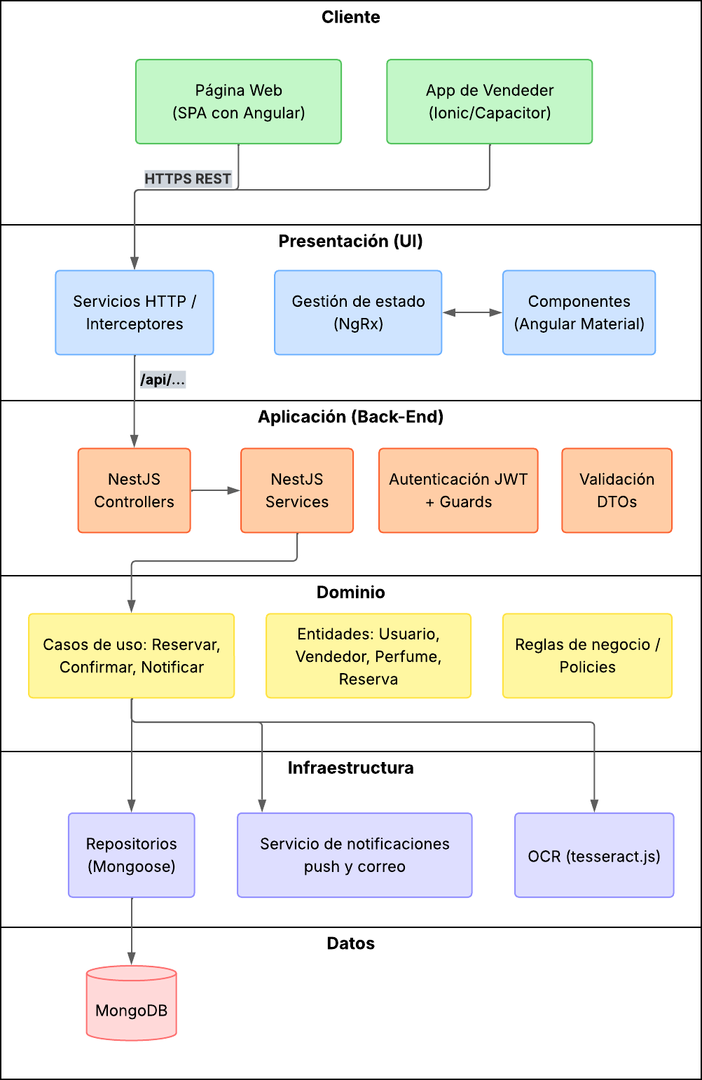 Cliente
Página Web
(SPA con Angular)
App de Vendeder
(Ionic/Capacitor)
HTTPS REST
Presentación (UI)
Servicios HTTP /
Interceptores
Gestión de estado
(NgRx)
Componentes
(Angular Material)
/api/...
Aplicación (Back-End)
NestJS
Controllers
NestJS
Services
Autenticación JWT
+ Guards
Validación
DTOs
Dominio
Casos de uso: Reservar,
Confirmar, Notificar
Entidades: Usuario,
Vendedor, Perfume,
Reserva
Reglas de negocio /
Policies
Infraestructura
Repositorios
(Mongoose)
Servicio de notificaciones
push y correo
OCR (tesseract.js)
Datos
MongoDB